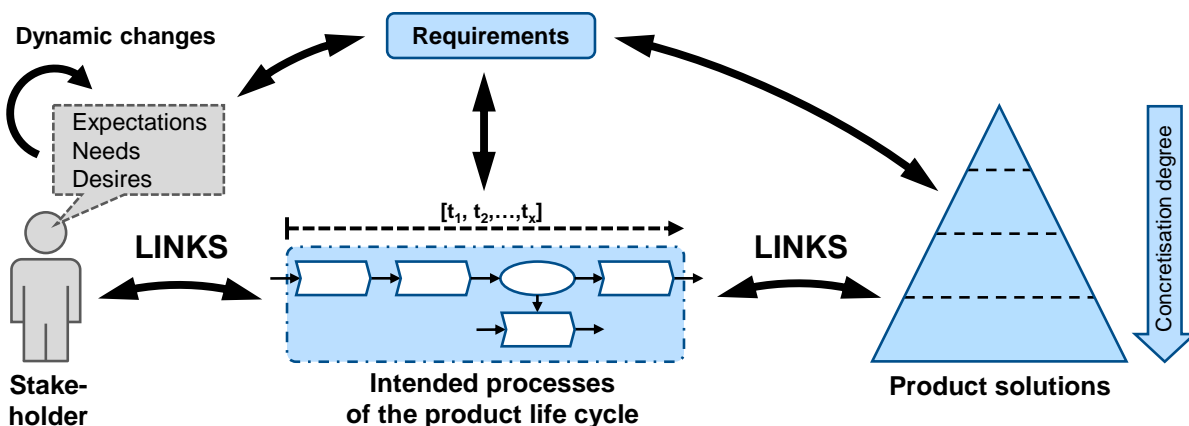 Dynamic changes
Requirements
Expectations
Needs
Desires
[t₁, t₂,…,tₓ]
LINKS
LINKS
Concretisation degree
Stake-
holder
Intended processes
of the product life cycle
Product solutions